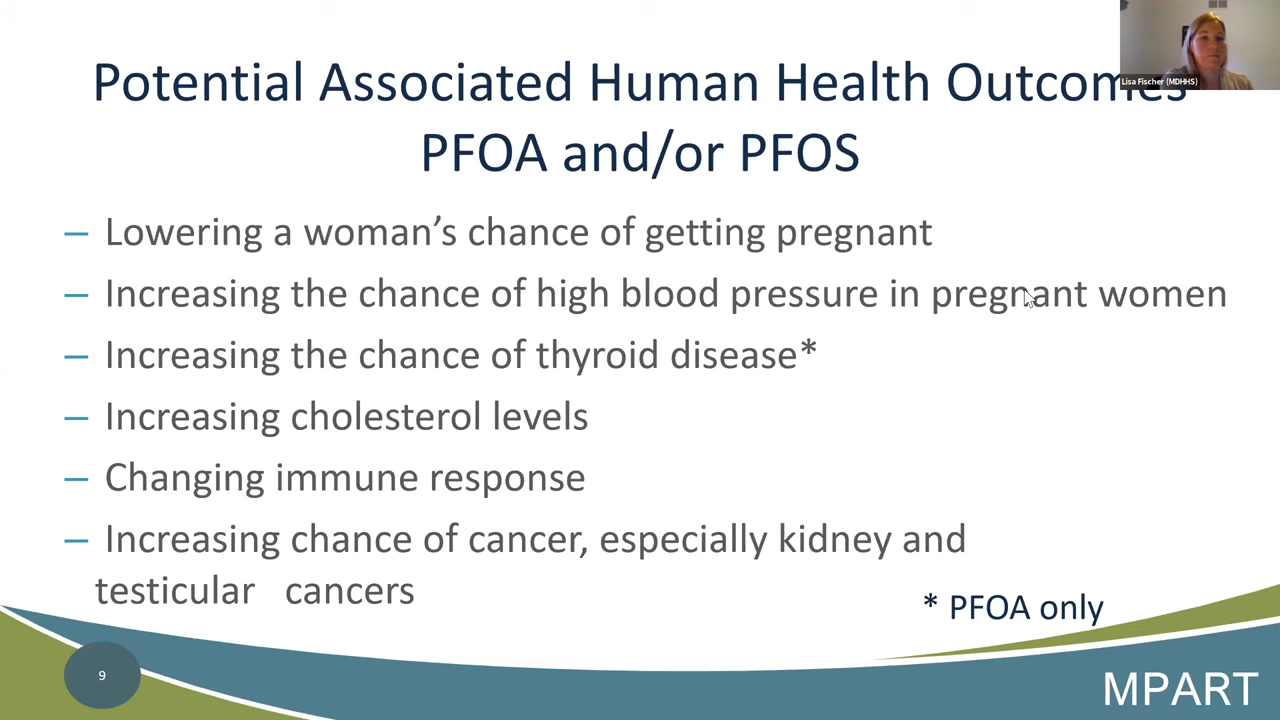 Potential Associated Human Health Outcomes
PFOA and/or PFOS
– Lowering a woman’s chance of getting pregnant
– Increasing the chance of high blood pressure in pregnant women
– Increasing the chance of thyroid disease*
– Increasing cholesterol levels
– Changing immune response
– Increasing chance of cancer, especially kidney and
testicular cancers
* PFOA only
9
MPART
Lisa Fischer (MDHHS)